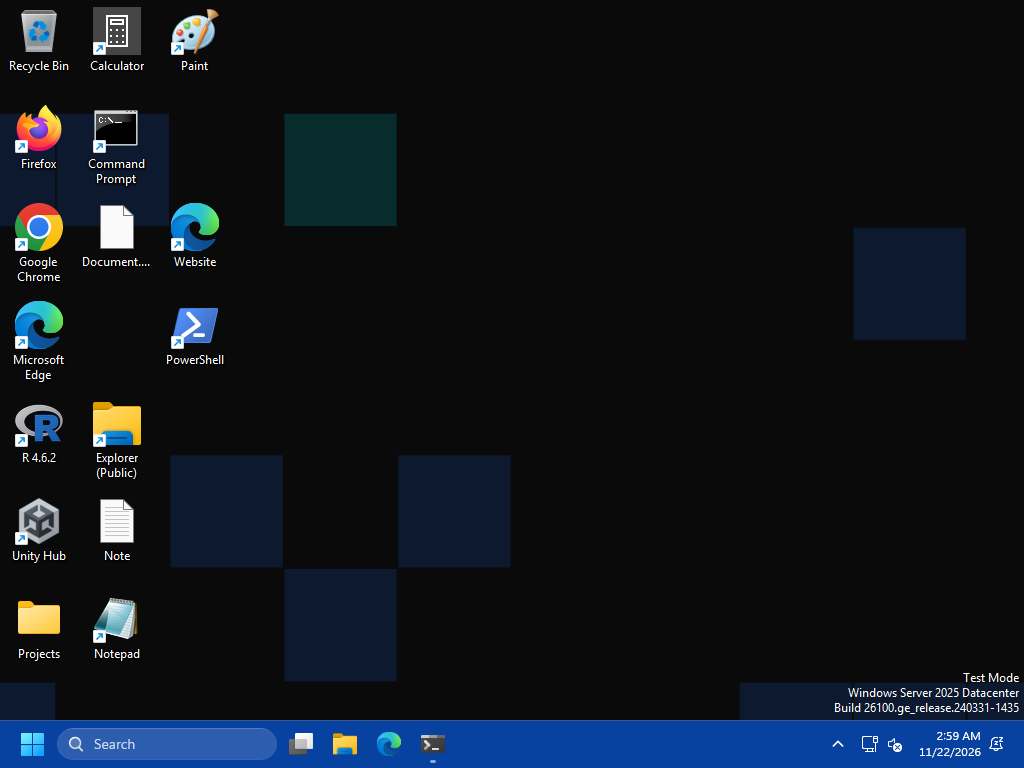 Recycle Bin
Calculator
Paint
Firefox
C:\>_
Command
Prompt
Google
Chrome
Document....
Website
Microsoft
Edge
PowerShell
R 4.6.2
Explorer
(Public)
Unity Hub
Note
Projects
Notepad
Test Mode
Windows Server 2025 Datacenter
Build 26100.ge_release.240331-1435
Search
2:59 AM
11/22/2026